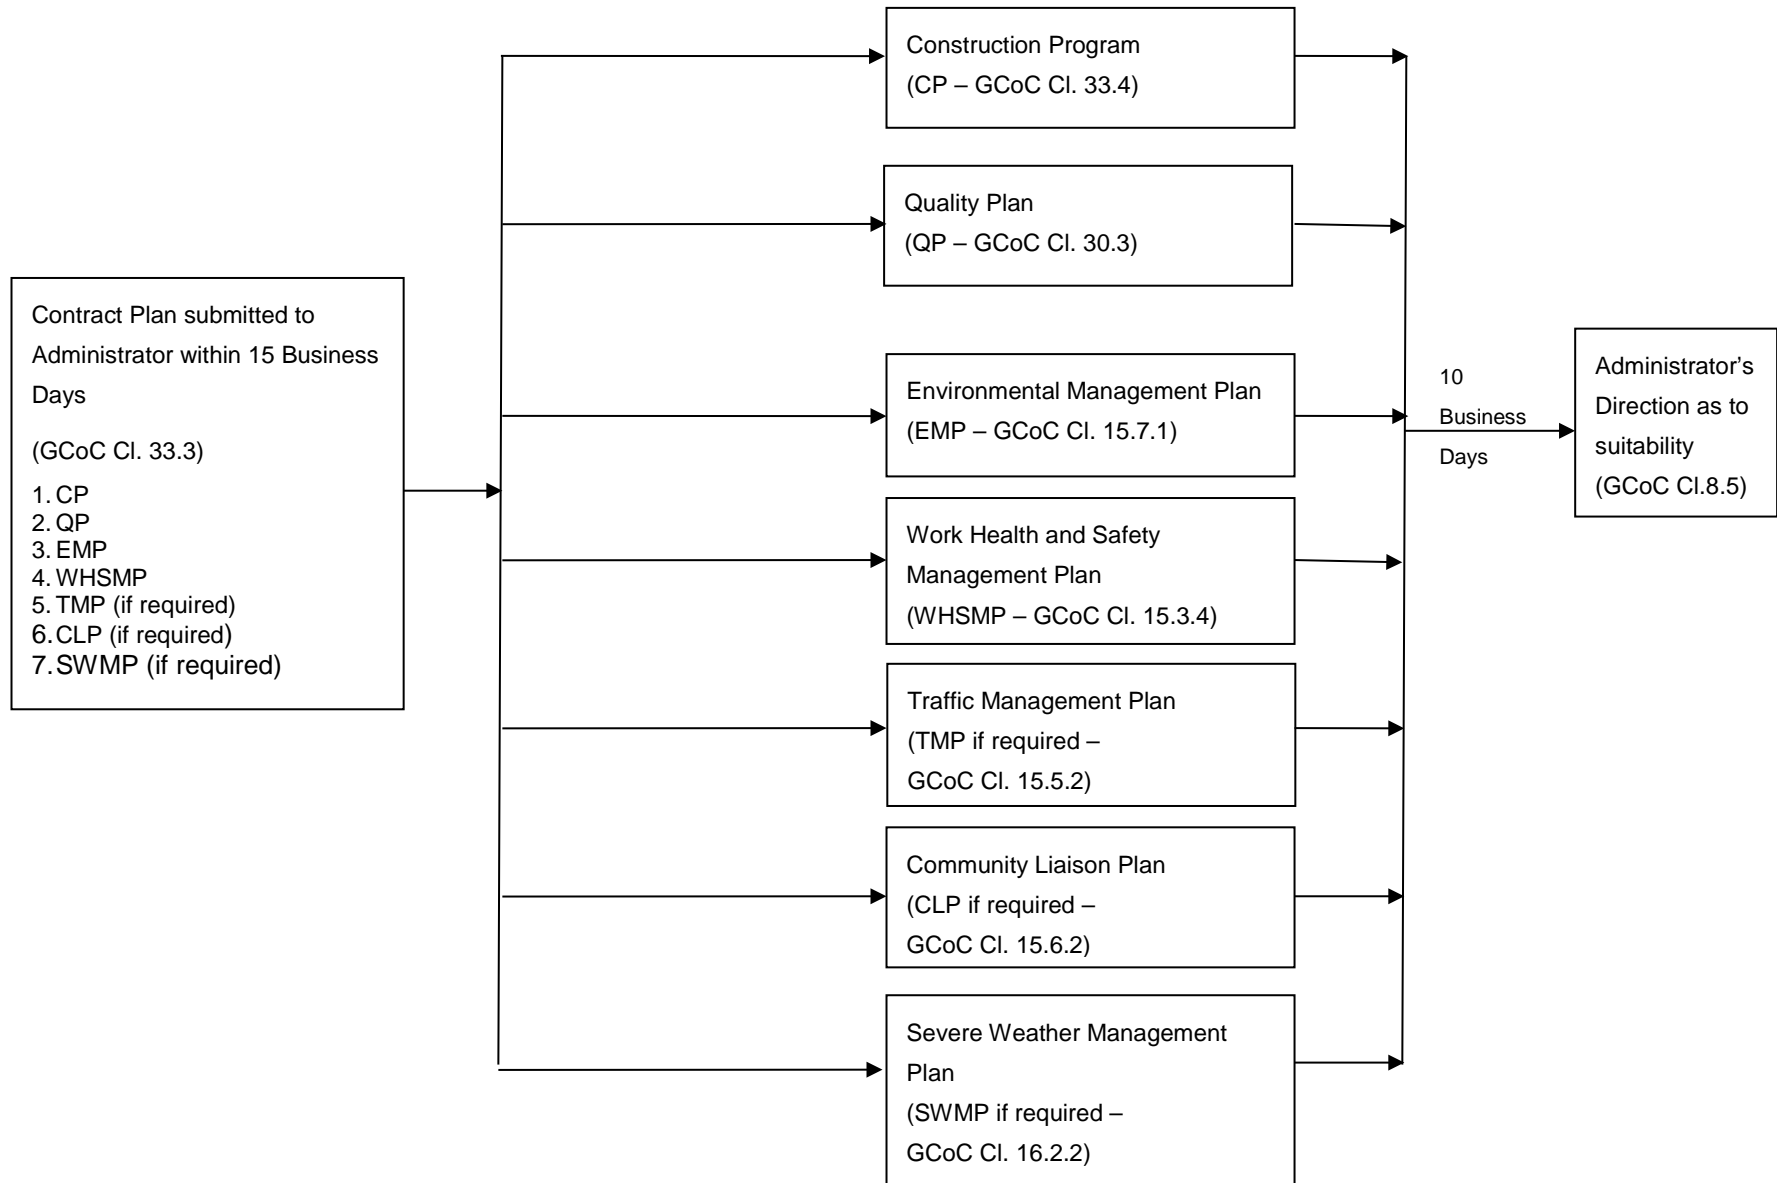 Contract Plan submitted to
Administrator within 15 Business
Days
(GCoC Cl. 33.3)
1. CP
2. QP
3. EMP
4. WHSMP
5. TMP (if required)
6. CLP (if required)
7. SWMP (if required)
Construction Program
(CP – GCoC Cl. 33.4)
Quality Plan
(QP – GCoC Cl. 30.3)
Environmental Management Plan
(EMP – GCoC Cl. 15.7.1)
Work Health and Safety
Management Plan
(WHSMP – GCoC Cl. 15.3.4)
Traffic Management Plan
(TMP if required –
GCoC Cl. 15.5.2)
Community Liaison Plan
(CLP if required –
GCoC Cl. 15.6.2)
Severe Weather Management
Plan
(SWMP if required –
GCoC Cl. 16.2.2)
10
Business
Days
Administrator's
Direction as to
suitability
(GCoC Cl.8.5)